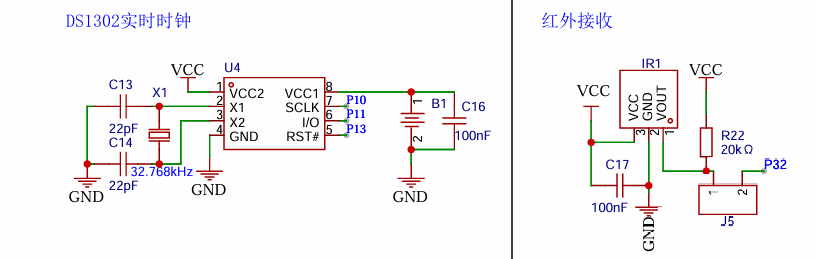 DS1302实时时钟
VCC
U4
C13
X1
22pF
C14
22pF
32.768kHz
GND
GND
1
2
3
4
VCC2
X1
X2
GND
VCC1
SCLK
I/O
RST#
8
7
6
5
P10
P11
P13
1
2
B1
C16
100nF
GND
红外接收
IR1
VCC
GND
VOUT
3
2
1
VCC
VCC
C17
100nF
GND
R22
20kΩ
P32
1
2
J5